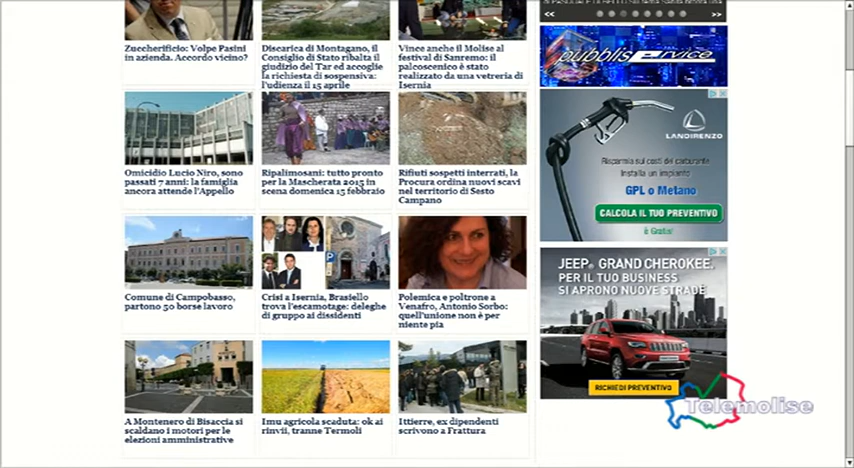 Zuccherificio: Volpe Pasini
in azienda. Accordo vicino?
Discarica di Montagano, il
Consiglio di Stato ribalta il
giudizio del Tar ed accoglie
la richiesta di sospensiva:
l'udienza il 15 aprile
Vince anche il Molise al
festival di Sanremo: il
palcoscenico è stato
realizzato da una vetreria di
Isernia
Omicidio Lucio Niro, sono
passati 7 anni: la famiglia
ancora attende l'Appello
Ripalimosani: tutto pronto
per la Mascherata 2015 in
scena domenica 15 febbraio
Rifiuti sospetti interrati, la
Procura ordina nuovi scavi
nel territorio di Sesto
Campano
Comune di Campobasso,
partono 50 borse lavoro
Crisi a Isernia, Brasiello
trova l'escamotage: deleghe
di gruppo ai dissidenti
Polemica e poltrone a
Venafro, Antonio Sorbo:
quell'unione non è per
niente pia
A Montenero di Bisaccia si
scaldano i motori per le
elezioni amministrative
Imu agricola scaduta: ok ai
rinvii, tranne Termoli
Ittierre, ex dipendenti
scrivono a Frattura
<< >>
pubbliservice
LANDIRENZO
Risparmia sui costi del carburante
Installa un impianto
GPL o Metano
CALCOLA IL TUO PREVENTIVO
è Gratis!
JEEP® GRAND CHEROKEE.
PER IL TUO BUSINESS
SI APRONO NUOVE STRADE
RICHIEDI PREVENTIVO
Telemolise